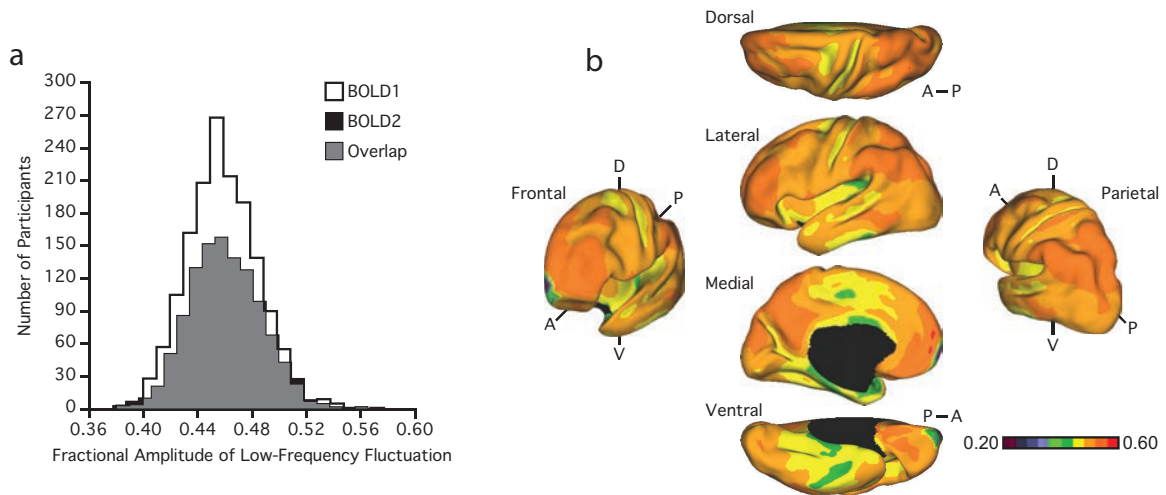 a
300
270
240
210
180
150
120
90
60
30
0
Number of Participants
BOLD1
BOLD2
Overlap
0.36 0.40 0.44 0.48 0.52 0.56 0.60
Fractional Amplitude of Low-Frequency Fluctuation
b
Dorsal
A – P
Lateral
Frontal
D
P
A
V
Medial
D
A
Parietal
P
V
Ventral
P – A
0.20 0.60